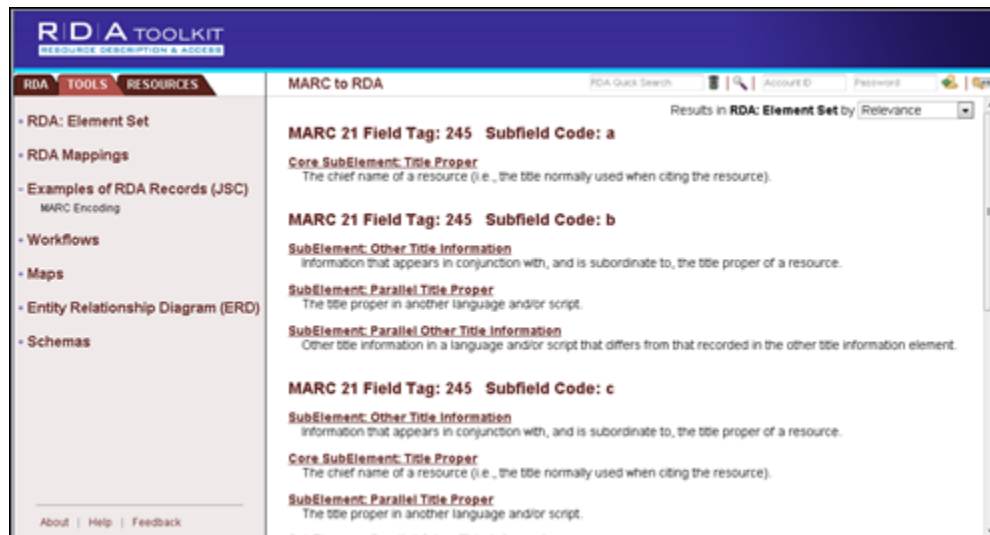 R|D|A TOOLKIT
RESOURCE DESCRIPTION & ACCESS
RDA TOOLS RESOURCES
MARC to RDA
RDA Quick Search
Account ID
Password
Results in RDA: Element Set by Relevance
RDA: Element Set
RDA Mappings
Examples of RDA Records (JSC)
MARC Encoding
Workflows
Maps
Entity Relationship Diagram (ERD)
Schemas
About | Help | Feedback
MARC 21 Field Tag: 245 Subfield Code: a
Core SubElement: Title Proper
The chief name of a resource (i.e., the title normally used when citing the resource).
MARC 21 Field Tag: 245 Subfield Code: b
SubElement: Other Title Information
Information that appears in conjunction with, and is subordinate to, the title proper of a resource.
SubElement: Parallel Title Proper
The title proper in another language and/or script.
SubElement: Parallel Other Title Information
Other title information in a language and/or script that differs from that recorded in the other title information element.
MARC 21 Field Tag: 245 Subfield Code: c
SubElement: Other Title Information
Information that appears in conjunction with, and is subordinate to, the title proper of a resource.
Core SubElement: Title Proper
The chief name of a resource (i.e., the title normally used when citing the resource).
SubElement: Parallel Title Proper
The title proper in another language and/or script.